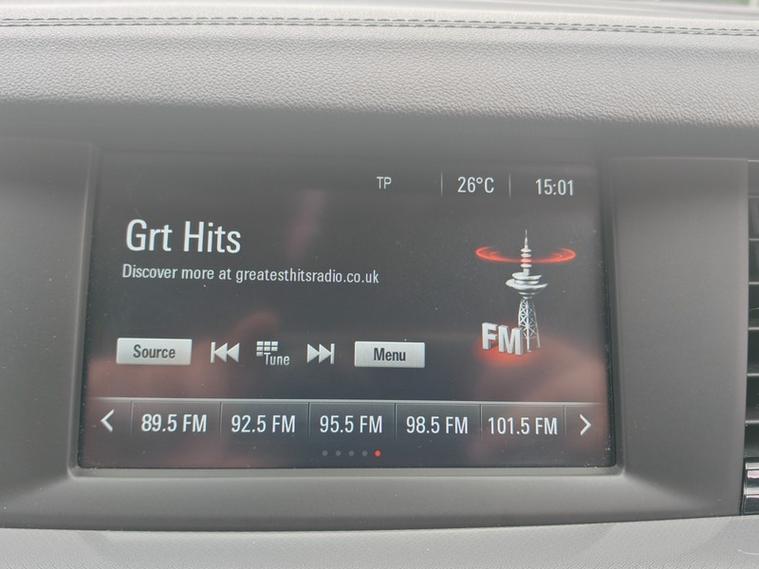 TP 26°C 15:01
Grt Hits
Discover more at greatesthitsradio.co.uk
FM
Source Tune Menu
89.5 FM 92.5 FM 95.5 FM 98.5 FM 101.5 FM